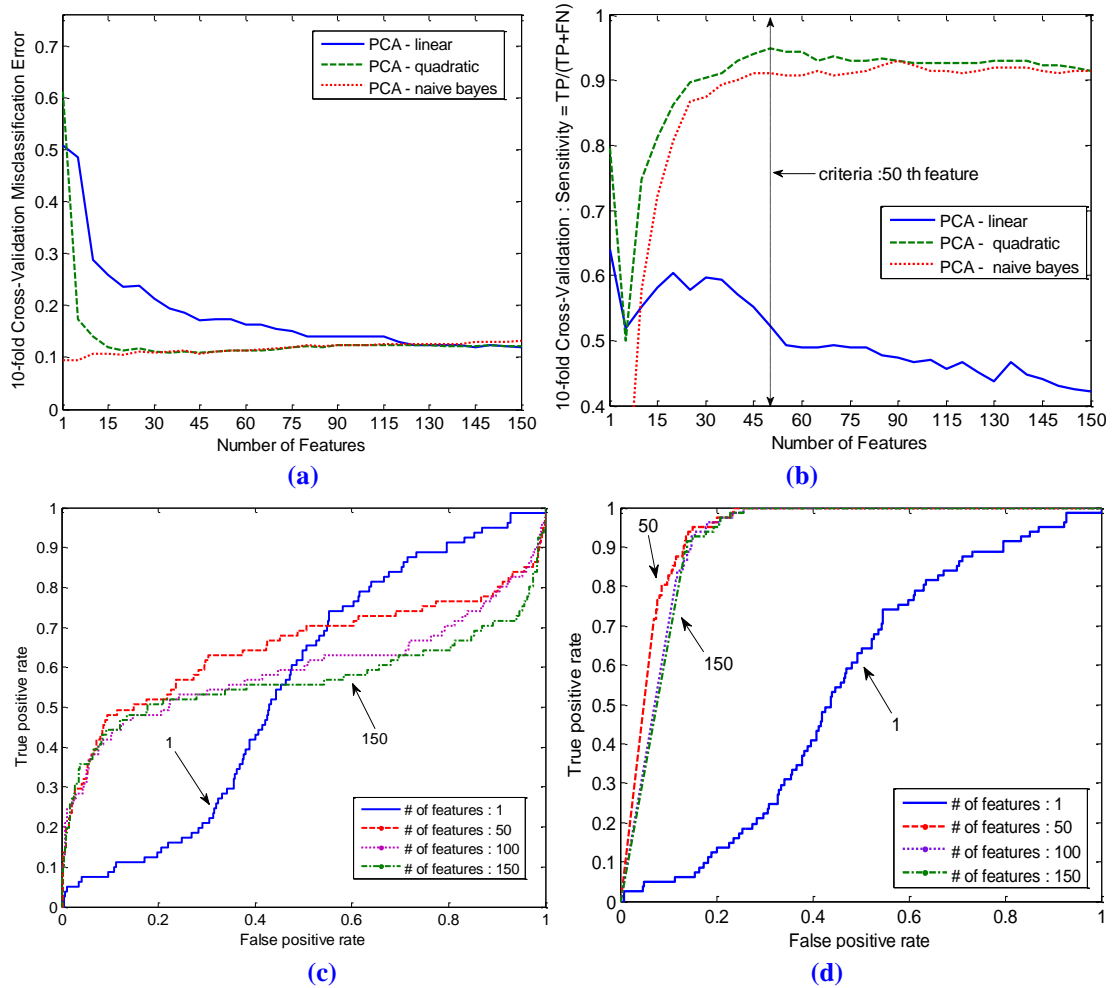 10-fold Cross-Validation Misclassification Error
0.7
0.6
0.5
0.4
0.3
0.2
0.1
0
PCA - linear
PCA - quadratic
PCA - naive bayes
1 15 30 45 60 75 90 115 130 145 150
Number of Features
(a)
10-fold Cross-Validation : Sensitivity = TP/(TP+FN)
1
0.9
0.8
0.7
0.6
0.5
0.4
criteria :50 th feature
PCA - linear
PCA - quadratic
PCA - naive bayes
1 15 30 45 60 75 90 115 130 145 150
Number of Features
(b)
True positive rate
1
0.9
0.8
0.7
0.6
0.5
0.4
0.3
0.2
0.1
0
1
150
# of features : 1
# of features : 50
# of features : 100
# of features : 150
0 0.2 0.4 0.6 0.8 1
False positive rate
(c)
True positive rate
1
0.9
0.8
0.7
0.6
0.5
0.4
0.3
0.2
0.1
0
50
150
1
# of features : 1
# of features : 50
# of features : 100
# of features : 150
0 0.2 0.4 0.6 0.8 1
False positive rate
(d)